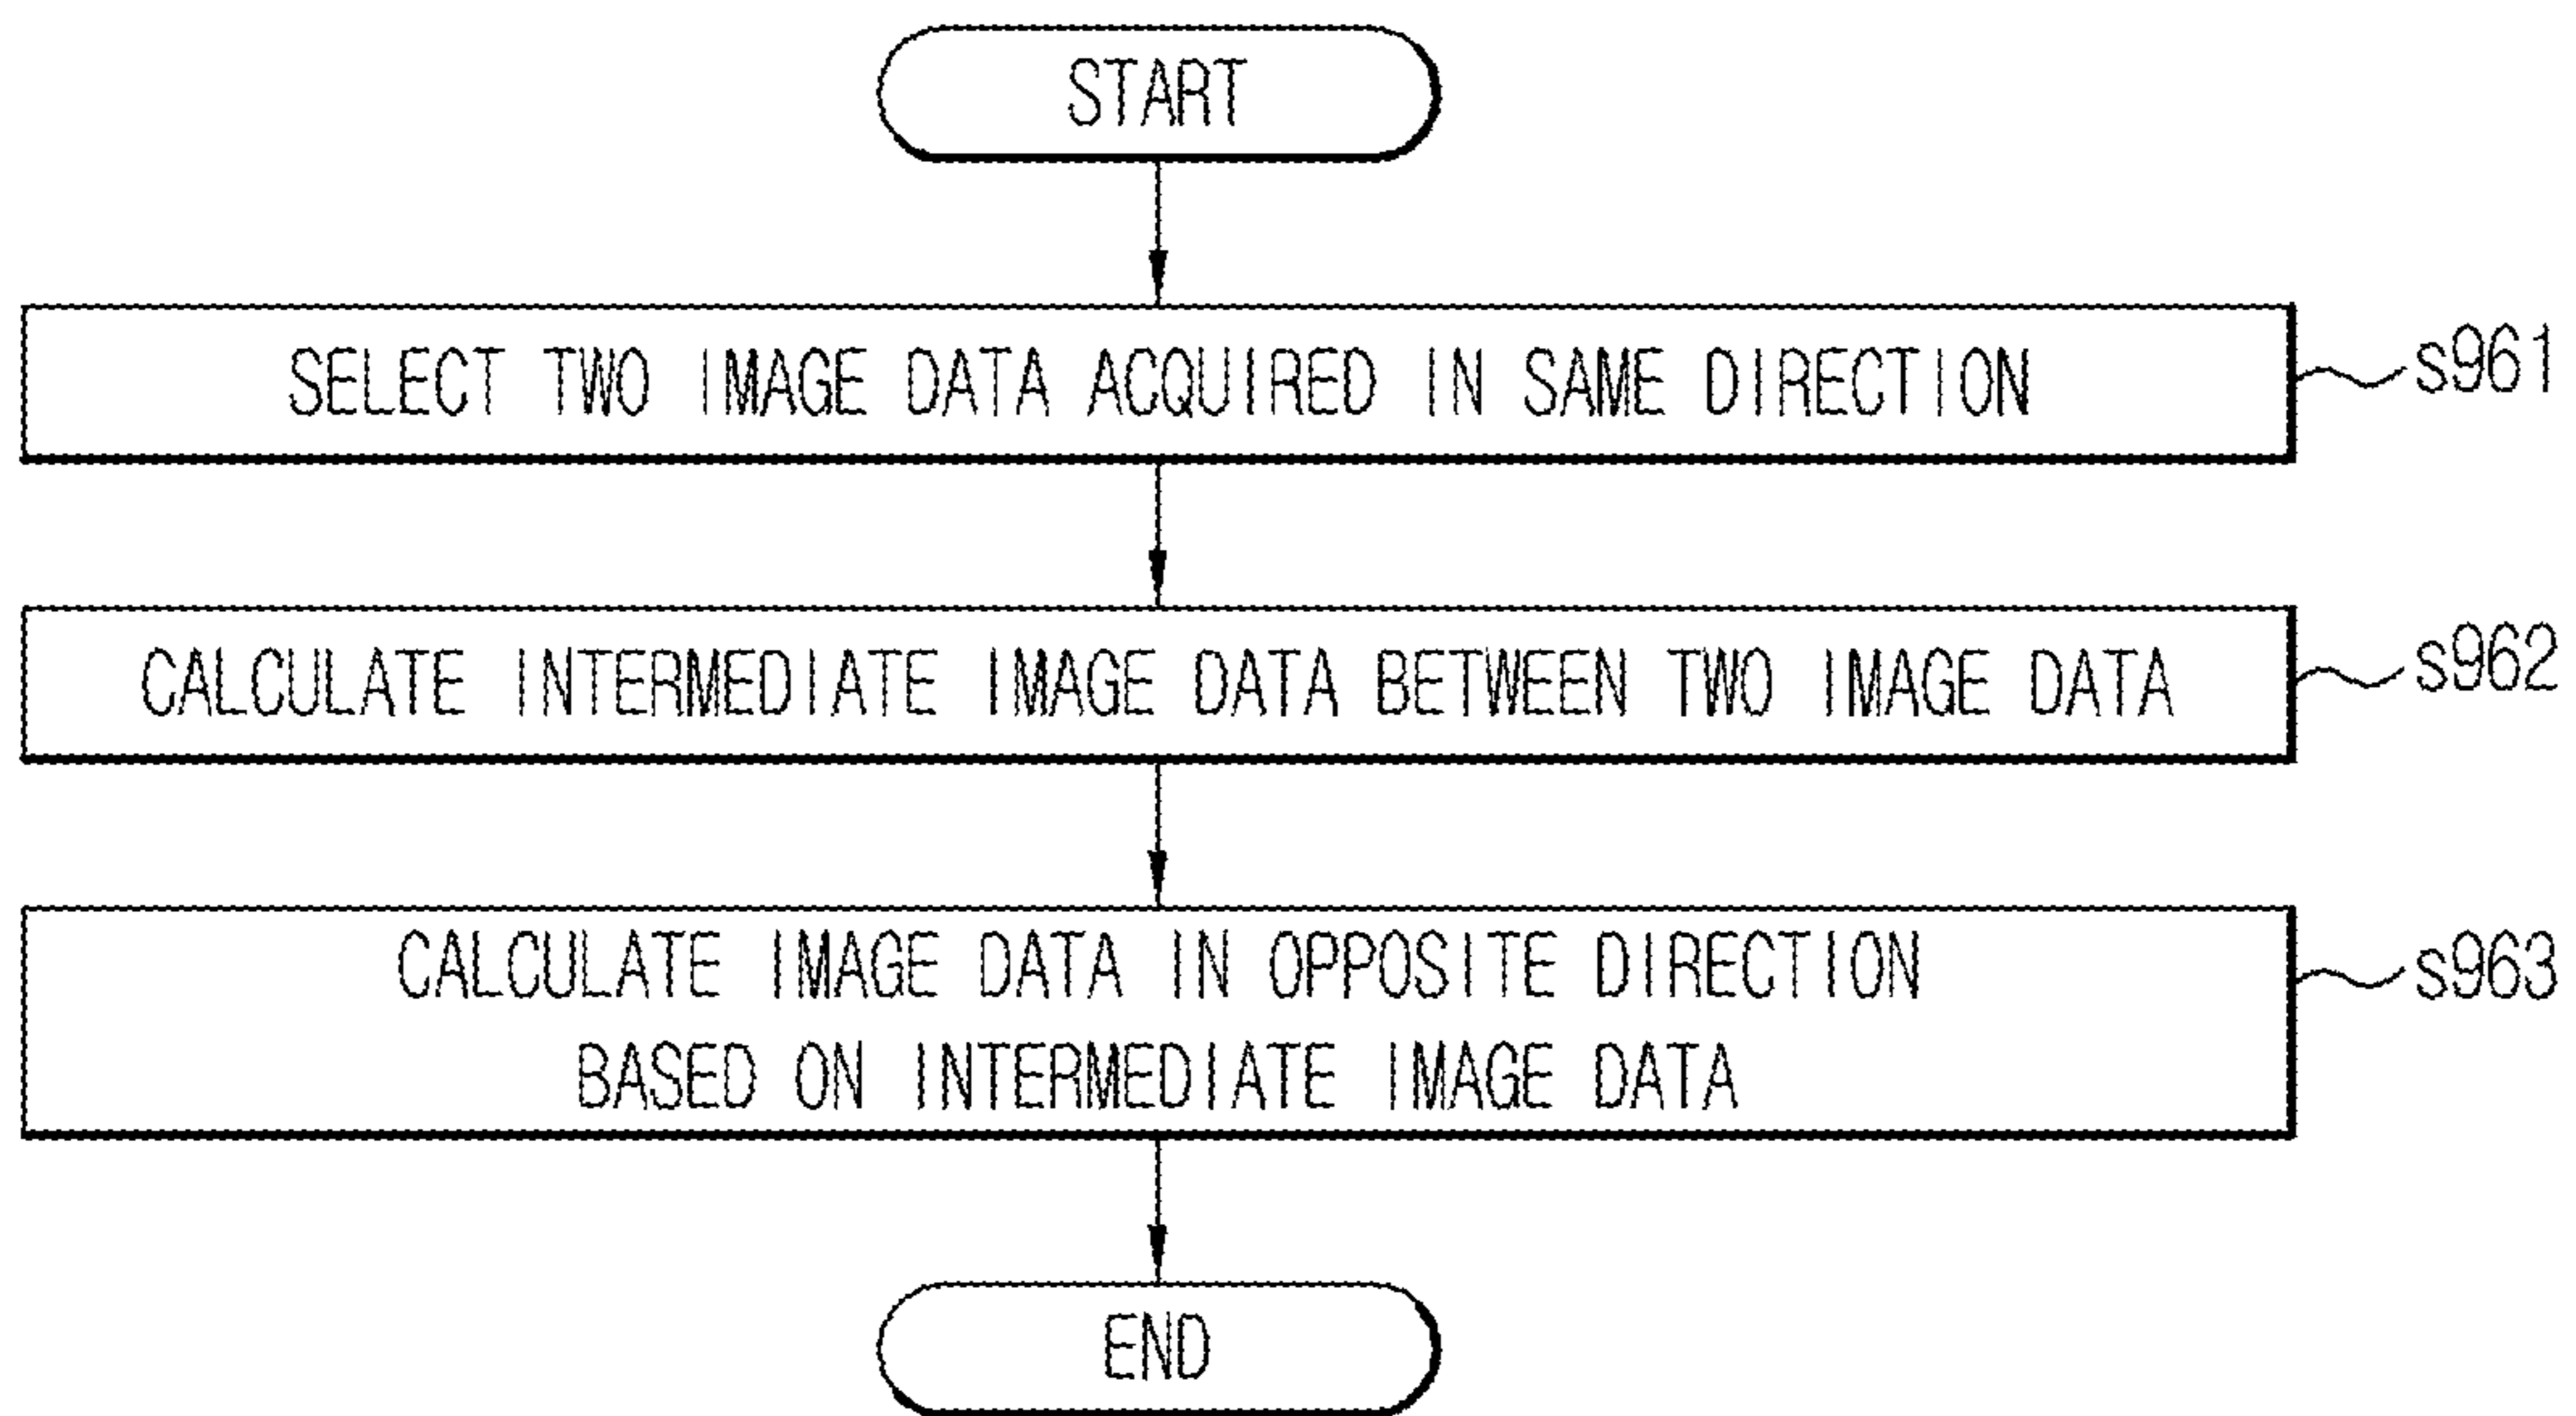 START
SELECT TWO IMAGE DATA ACQUIRED IN SAME DIRECTION
s961
CALCULATE INTERMEDIATE IMAGE DATA BETWEEN TWO IMAGE DATA
s962
CALCULATE IMAGE DATA IN OPPOSITE DIRECTION
BASED ON INTERMEDIATE IMAGE DATA
s963
END